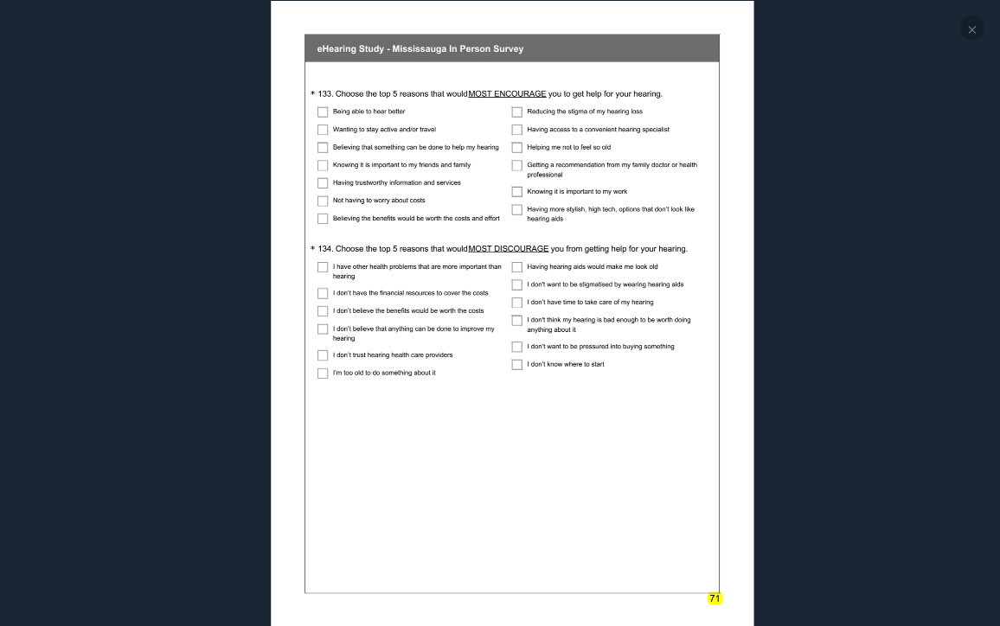 eHearing Study - Mississauga In Person Survey
* 133. Choose the top 5 reasons that would MOST ENCOURAGE you to get help for your hearing.
Being able to hear better
Wanting to stay active and/or travel
Believing that something can be done to help my hearing
Knowing it is important to my friends and family
Having trustworthy information and services
Not having to worry about costs
Believing the benefits would be worth the costs and effort
Reducing the stigma of my hearing loss
Having access to a convenient hearing specialist
Helping me not to feel so old
Getting a recommendation from my family doctor or health
professional
Knowing it is important to my work
Having more stylish, high tech, options that don't look like
hearing aids
* 134. Choose the top 5 reasons that would MOST DISCOURAGE you from getting help for your hearing.
I have other health problems that are more important than
hearing
I don't have the financial resources to cover the costs
I don't believe the benefits would be worth the costs
I don't believe that anything can be done to improve my
hearing
I don't trust hearing health care providers
I'm too old to do something about it
Having hearing aids would make me look old
I don't want to be stigmatised by wearing hearing aids
I don't have time to take care of my hearing
I don't think my hearing is bad enough to be worth doing
anything about it
I don't want to be pressured into buying something
I don't know where to start
71